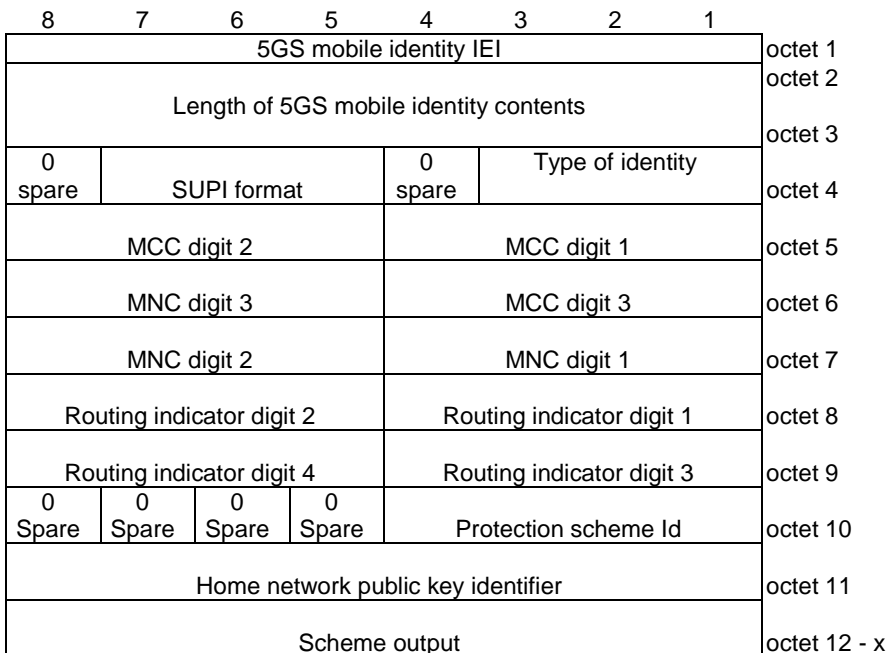 8 7 6 5 4 3 2 1
5GS mobile identity IEI octet 1
octet 2
Length of 5GS mobile identity contents
octet 3
0 0 Type of identity
spare SUPI format spare octet 4
MCC digit 2 MCC digit 1 octet 5
MNC digit 3 MCC digit 3 octet 6
MNC digit 2 MNC digit 1 octet 7
Routing indicator digit 2 Routing indicator digit 1 octet 8
Routing indicator digit 4 Routing indicator digit 3 octet 9
0 0 0 0
Spare Spare Spare Spare Protection scheme Id octet 10
Home network public key identifier octet 11
Scheme output octet 12 - x